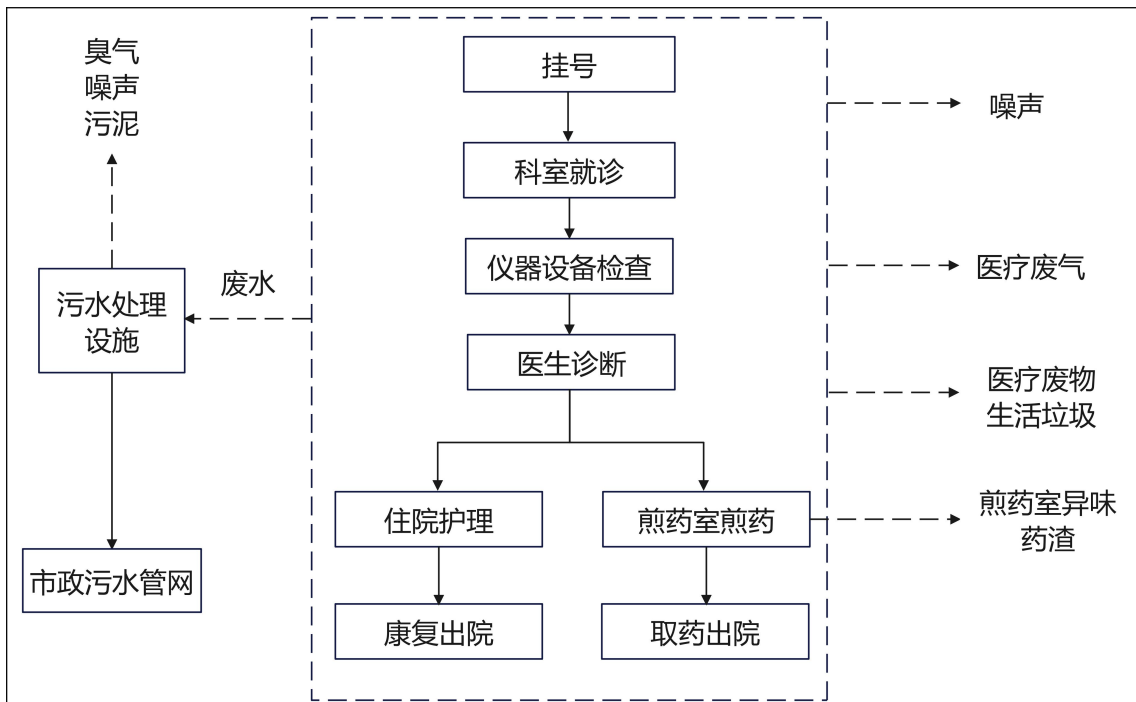 臭气
噪声
污泥
污水处理
设施
市政污水管网
废水
挂号
科室就诊
仪器设备检查
医生诊断
住院护理
煎药室煎药
康复出院
取药出院
噪声
医疗废气
医疗废物
生活垃圾
煎药室异味
药渣